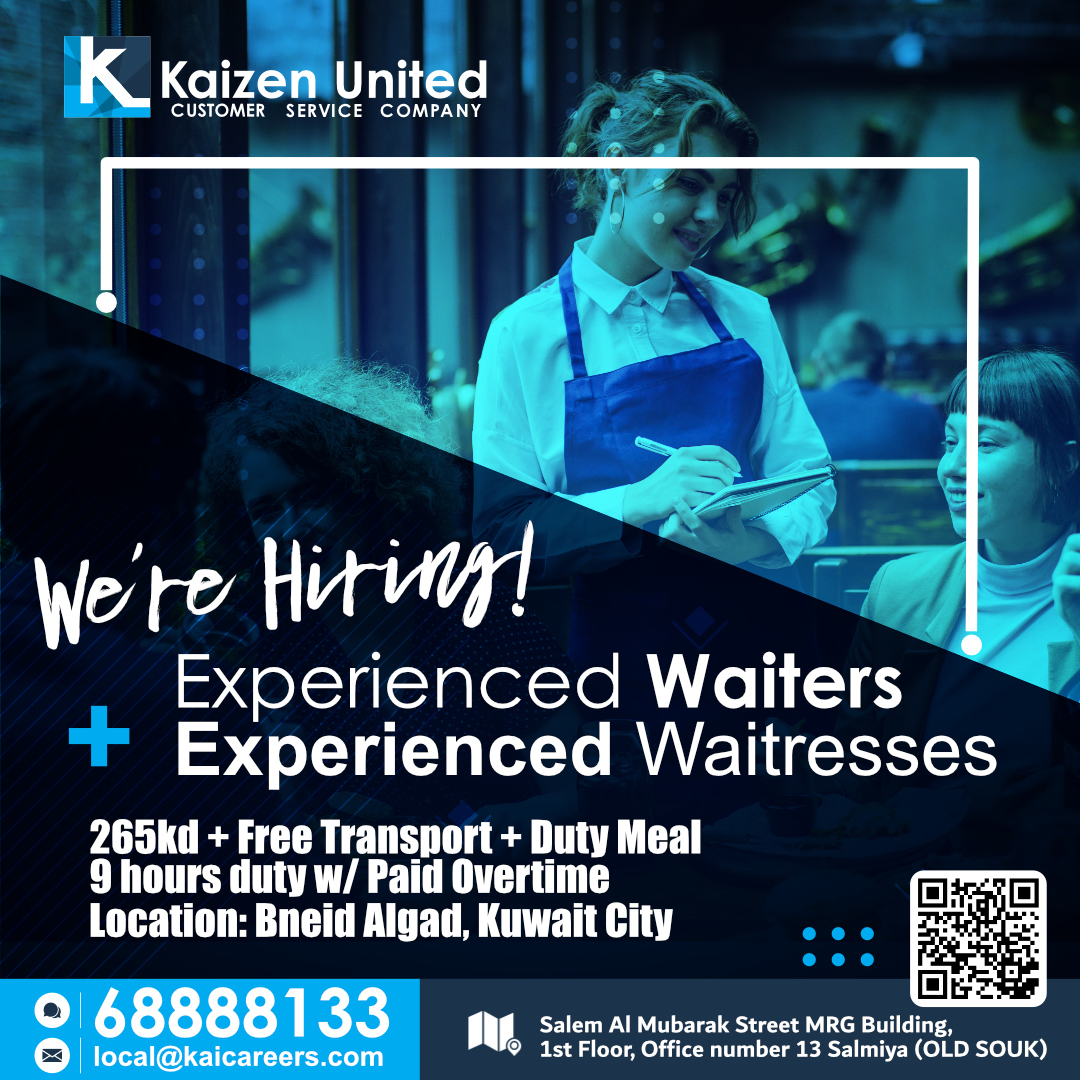 K
Kaizen United
CUSTOMER SERVICE COMPANY
We're Hiring!
Experienced Waiters
+ Experienced Waitresses
265kd + Free Transport + Duty Meal
9 hours duty w/ Paid Overtime
Location: Bneid Algad, Kuwait City
68888133
local@kaicareers.com
Salem Al Mubarak Street MRG Building,
1st Floor, Office number 13 Salmiya (OLD SOUK)